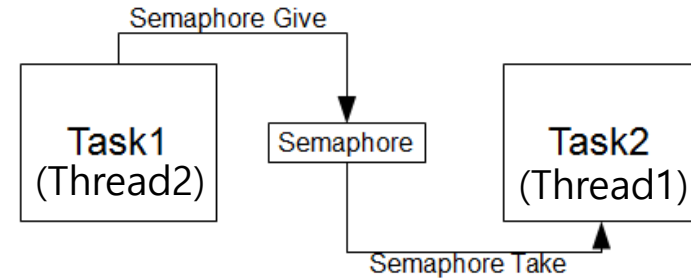 Semaphore Give
Task1
(Thread2)
Semaphore
Task2
(Thread1)
Semaphore Take